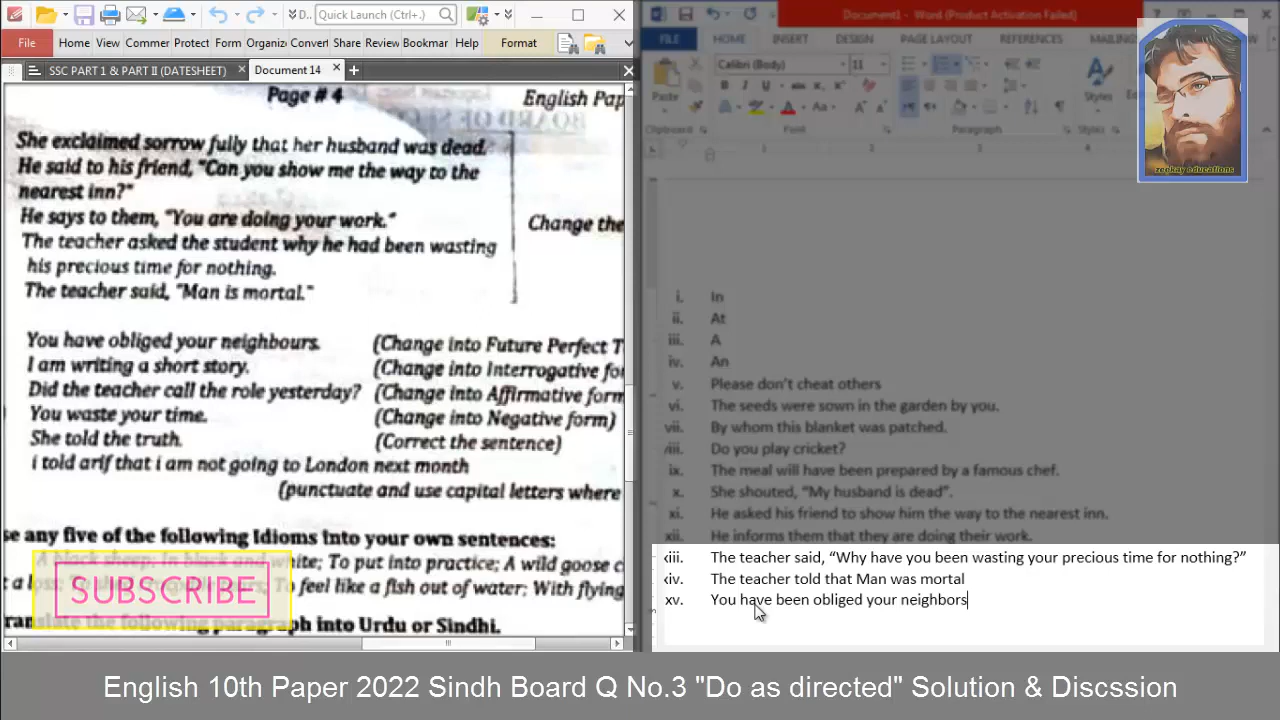 D..
Quick Launch (Ctrl+.)
File Home View Commer Protect Form Organiz Convert Share Review Bookmar Help Format
SSC PART 1 & PART II (DATESHEET) Document 14
Page # 4 English Pap
She exclaimed sorrow fully that her husband was dead.
He said to his friend, "Can you show me the way to the
nearest inn?"
He says to them, "You are doing your work."
Change the
The teacher asked the student why he had been wasting
his precious time for nothing.
The teacher said, "Man is mortal."
You have obliged your neighbours. (Change into Future Perfect T
I am writing a short story. (Change into Interrogative for
Did the teacher call the role yesterday? (Change into Affirmative form
You waste your time. (Change into Negative form)
She told the truth. (Correct the sentence)
i told arif that i am not going to London next month
(punctuate and use capital letters where
se any five of the following Idioms into your own sentences:
A black sheep; In black and white; To put into practice; A wild goose c
t a loss; To feel like a fish out of water; With flying
SUBSCRIBE
ranslate the following paragraph into Urdu or Sindhi.
Document1 - Word (Product Activation Failed)
FILE HOME INSERT DESIGN PAGE LAYOUT REFERENCES MAILING
Paste Calibri (Body) 11 Styles
Clipboard Font Paragraph Styles
zeekay educations
i. In
ii. At
iii. A
iv. An
v. Please don't cheat others
vi. The seeds were sown in the garden by you.
vii. By whom this blanket was patched.
viii. Do you play cricket?
ix. The meal will have been prepared by a famous chef.
x. She shouted, "My husband is dead".
xi. He asked his friend to show him the way to the nearest inn.
xii. He informs them that they are doing their work.
xiii. The teacher said, "Why have you been wasting your precious time for nothing?"
xiv. The teacher told that Man was mortal
xv. You have been obliged your neighbors
English 10th Paper 2022 Sindh Board Q No.3 "Do as directed" Solution & Discssion